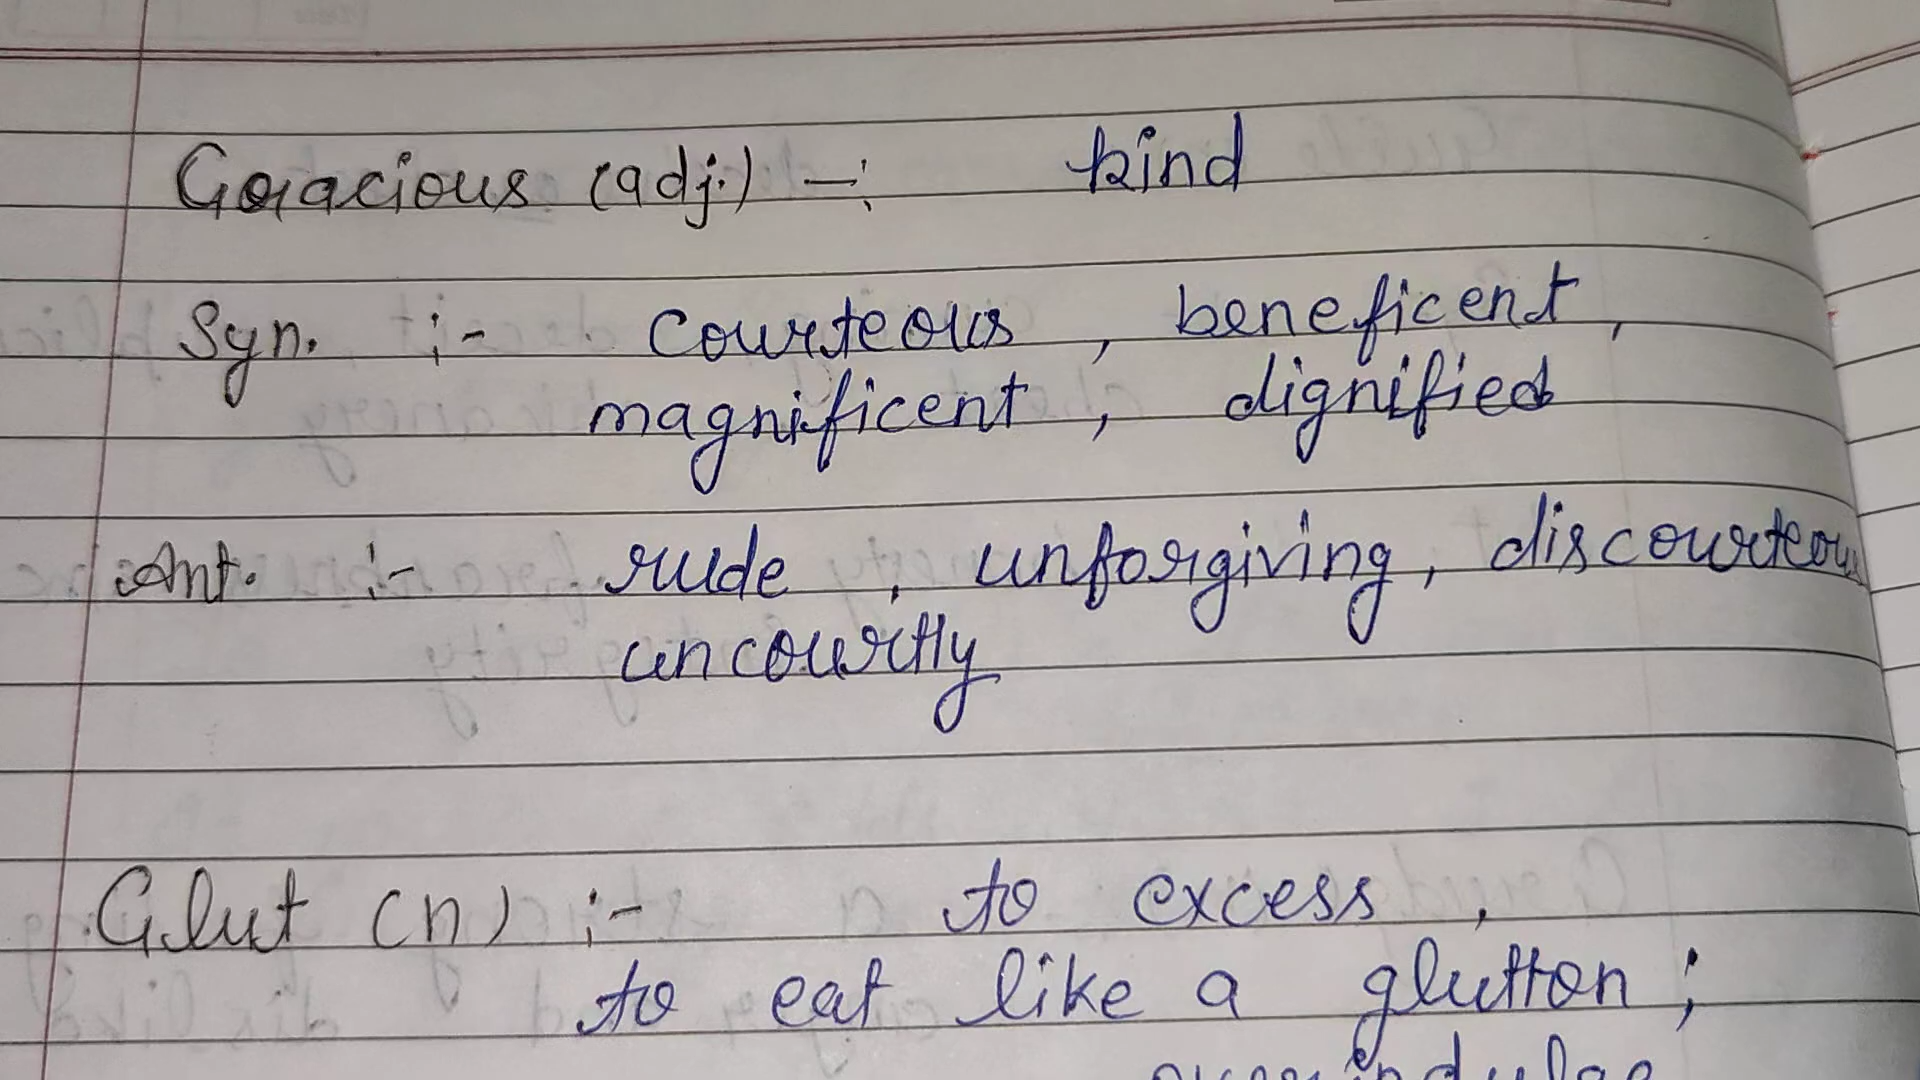 Gracious (adj.) -: kind
Syn. :- courteous, beneficent,
magnificent, dignified
Ant. :- rude, unforgiving, discourteous
uncourtly
Glut (n) :- to excess,
to eat like a glutton;
overindulge